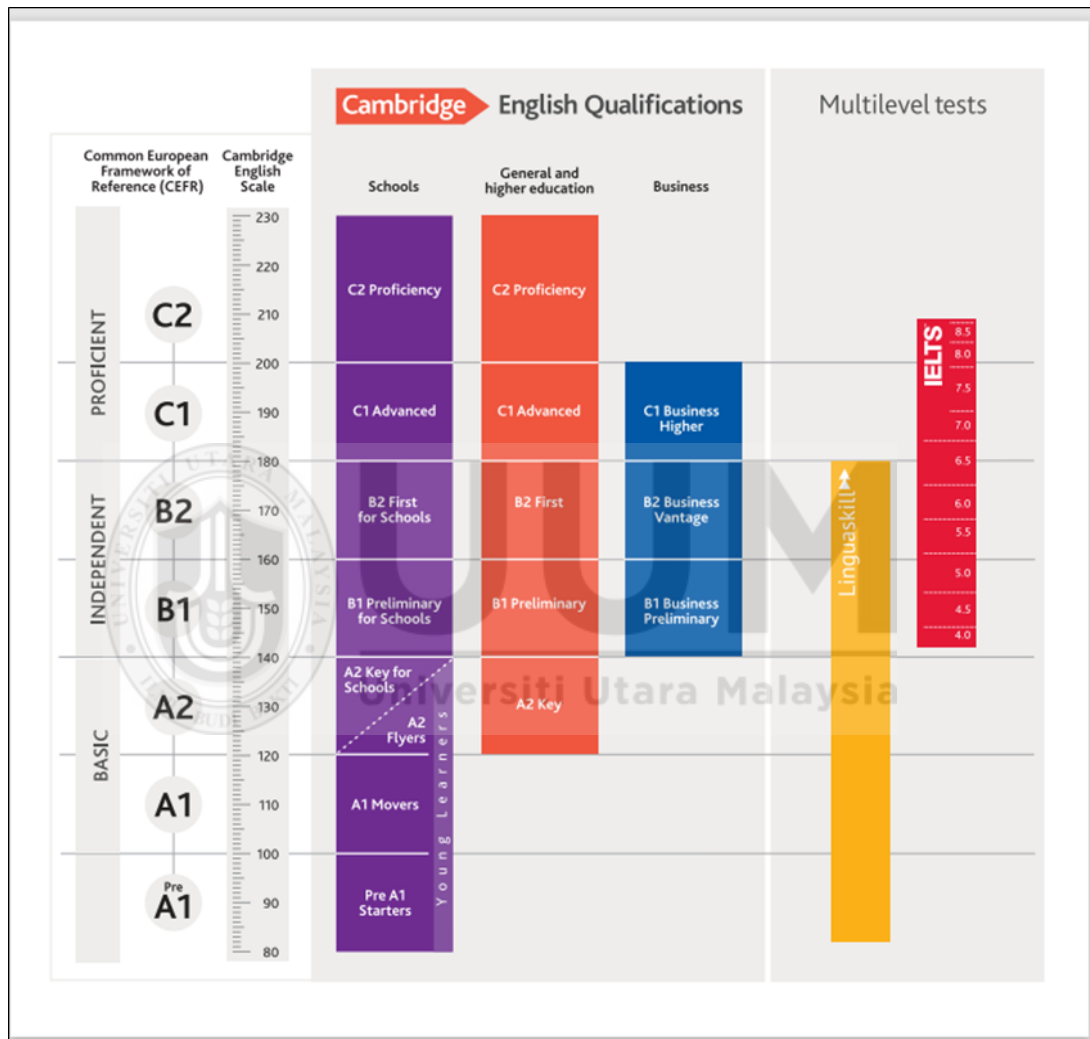 Cambridge English Qualifications
Multilevel tests
Common European
Framework of
Reference (CEFR)
Cambridge
English
Scale
Schools
General and
higher education
Business
PROFICIENT
INDEPENDENT
BASIC
C2
C1
B2
B1
A2
A1
Pre
A1
230
220
210
200
190
180
170
160
150
140
130
120
110
100
90
80
C2 Proficiency
C1 Advanced
B2 First
for Schools
B1 Preliminary
for Schools
A2 Key for
Schools
A2
Flyers
A1 Movers
Pre A1
Starters
Young Learners
C2 Proficiency
C1 Advanced
B2 First
B1 Preliminary
A2 Key
C1 Business
Higher
B2 Business
Vantage
B1 Business
Preliminary
Linguaskill
IELTS
8.5
8.0
7.5
7.0
6.5
6.0
5.5
5.0
4.5
4.0
UUM
Universiti Utara Malaysia
UNIVERSITI UTARA MALAYSIA